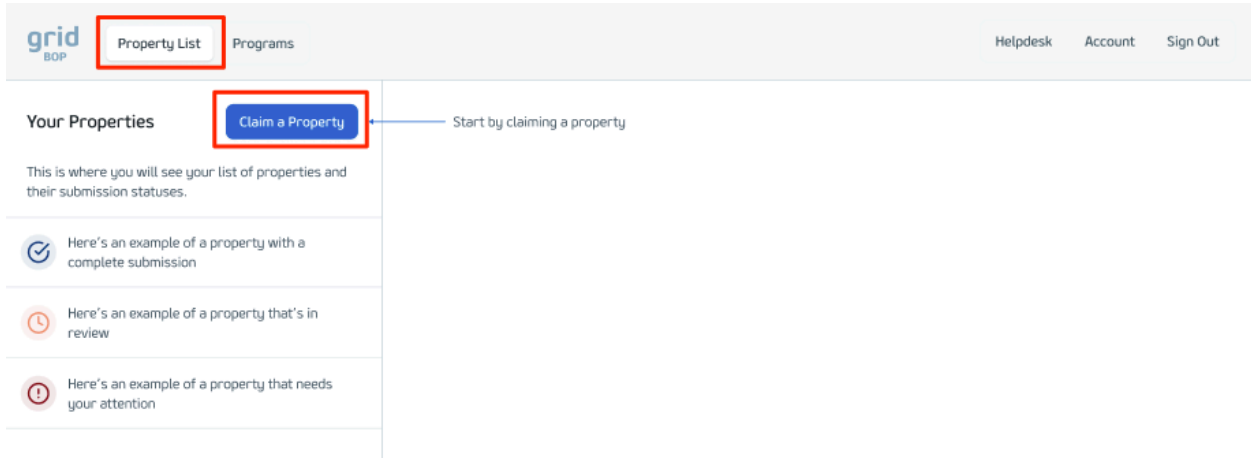 grid
BOP
Property List
Programs
Helpdesk
Account
Sign Out
Your Properties
Claim a Property
Start by claiming a property
This is where you will see your list of properties and
their submission statuses.
Here's an example of a property with a
complete submission
Here's an example of a property that's in
review
Here's an example of a property that needs
your attention